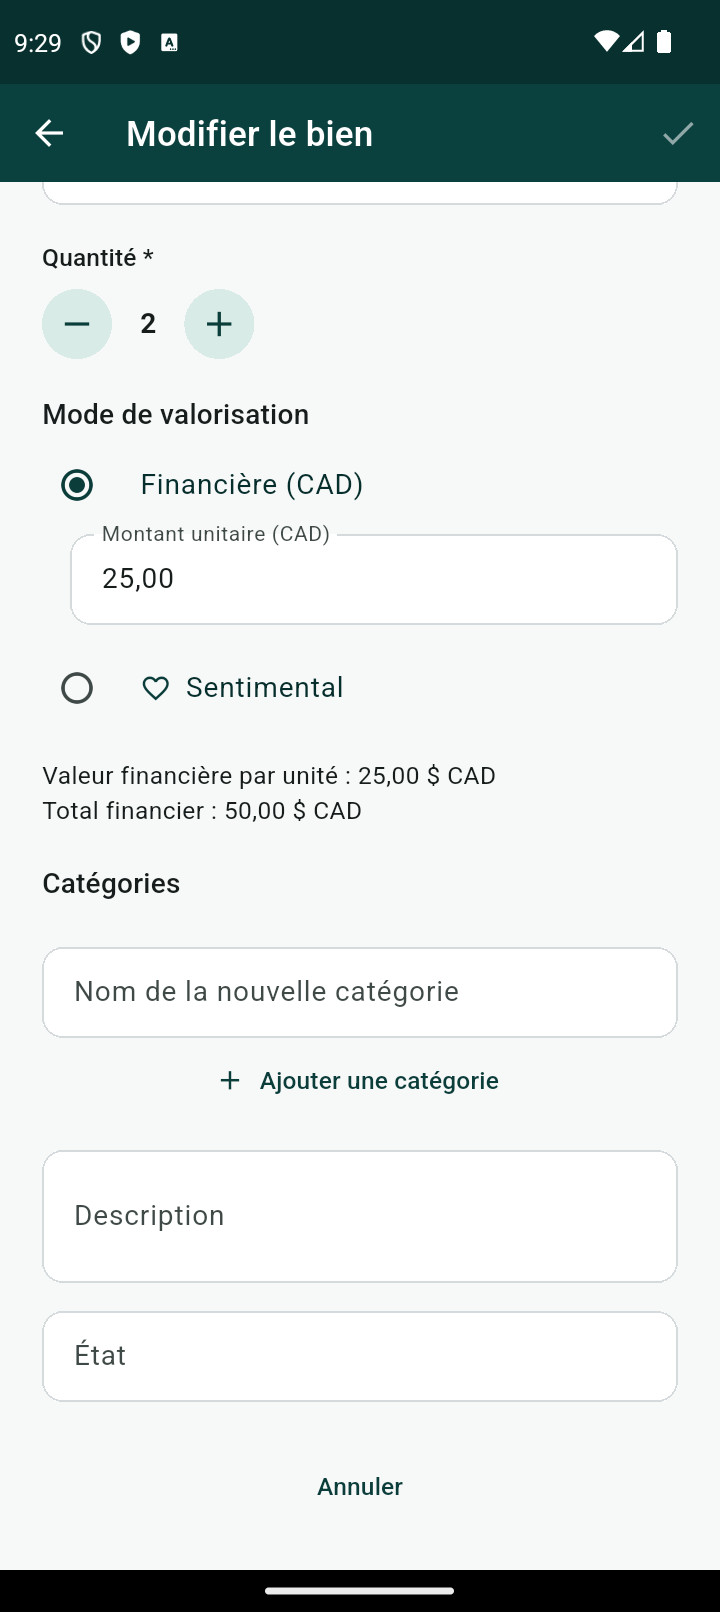 9:29
Modifier le bien
Quantité *
2
Mode de valorisation
Financière (CAD)
Montant unitaire (CAD)
25,00
Sentimental
Valeur financière par unité : 25,00 $ CAD
Total financier : 50,00 $ CAD
Catégories
Nom de la nouvelle catégorie
+ Ajouter une catégorie
Description
État
Annuler